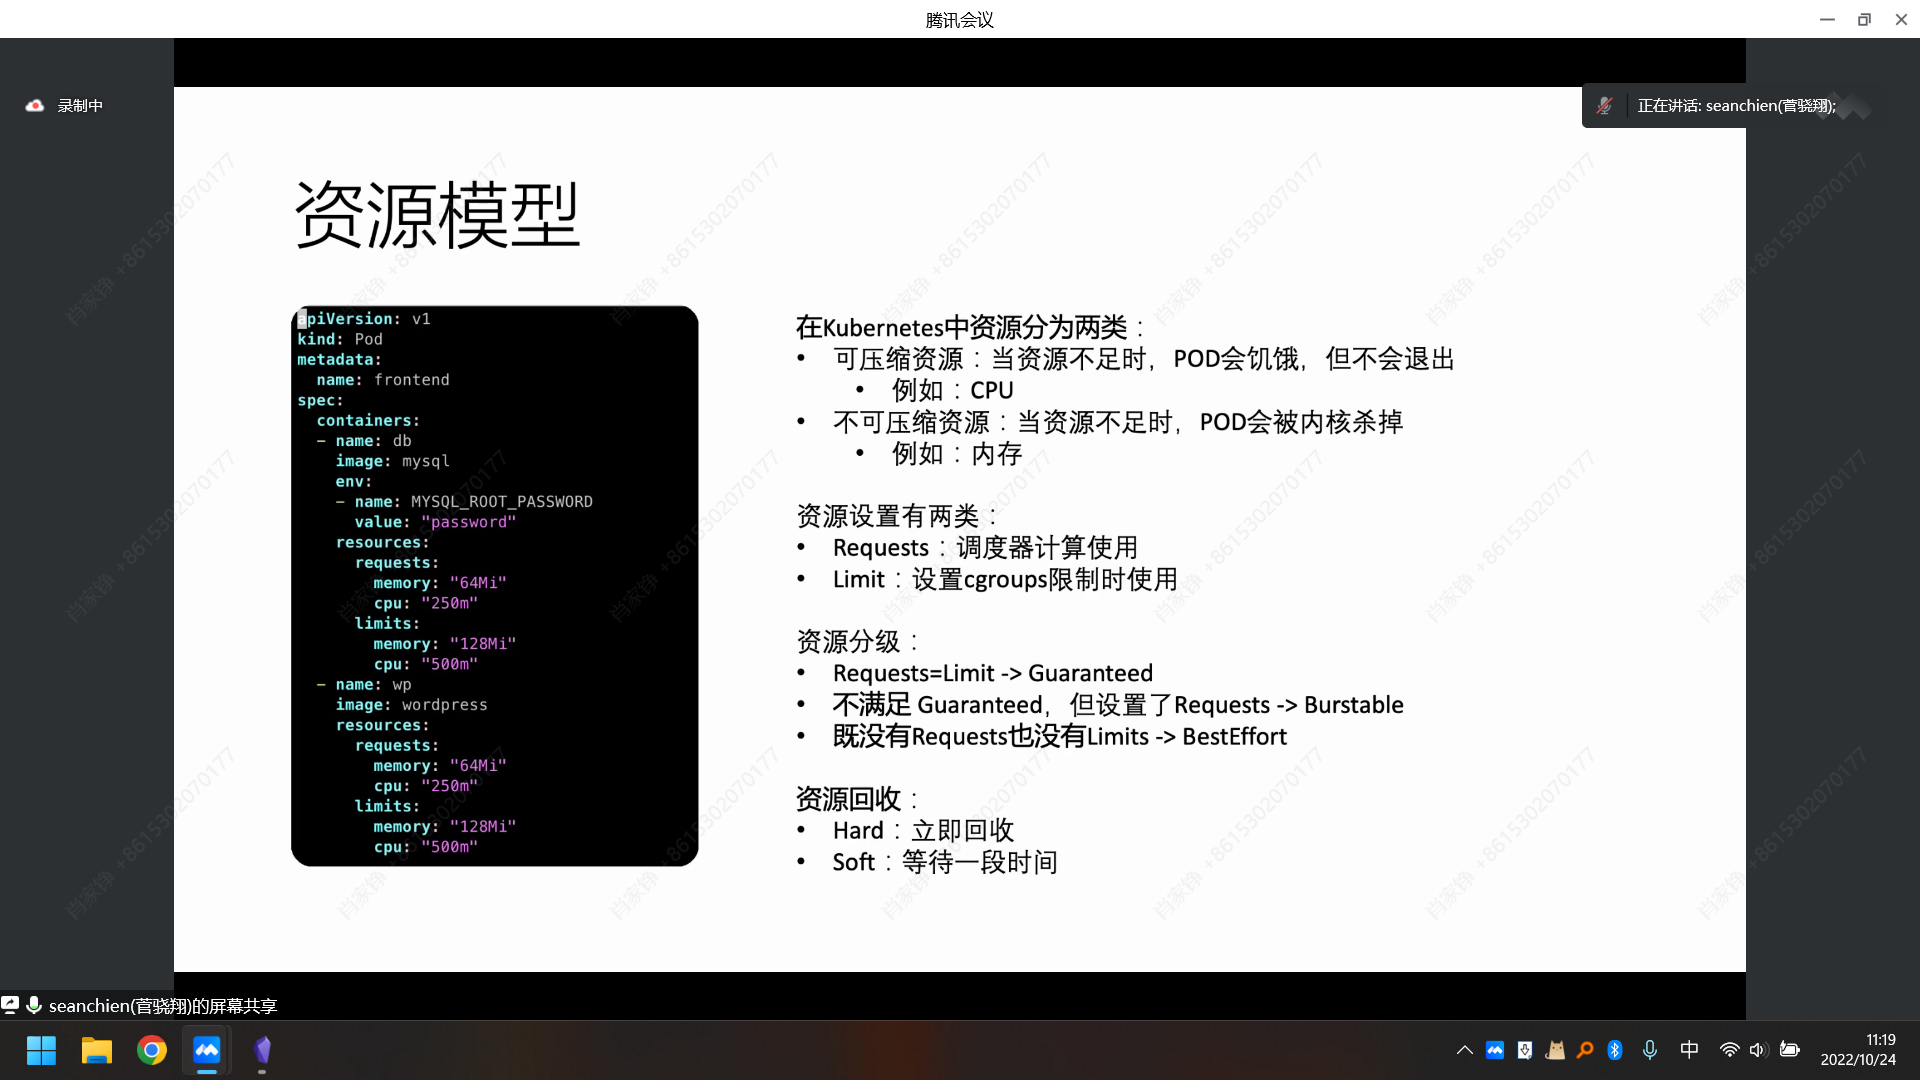 腾讯会议
录制中
正在讲话: seanchien(菅骁翔);
资源模型
apiVersion: v1
kind: Pod
metadata:
  name: frontend
spec:
  containers:
  - name: db
    image: mysql
    env:
    - name: MYSQL_ROOT_PASSWORD
      value: "password"
    resources:
      requests:
        memory: "64Mi"
        cpu: "250m"
      limits:
        memory: "128Mi"
        cpu: "500m"
  - name: wp
    image: wordpress
    resources:
      requests:
        memory: "64Mi"
        cpu: "250m"
      limits:
        memory: "128Mi"
        cpu: "500m"
在Kubernetes中资源分为两类：
• 可压缩资源：当资源不足时，POD会饥饿，但不会退出
• 例如：CPU
• 不可压缩资源：当资源不足时，POD会被内核杀掉
• 例如：内存
资源设置有两类：
• Requests：调度器计算使用
• Limit：设置cgroups限制时使用
资源分级：
• Requests=Limit -> Guaranteed
• 不满足 Guaranteed，但设置了Requests -> Burstable
• 既没有Requests也没有Limits -> BestEffort
资源回收：
• Hard：立即回收
• Soft：等待一段时间
肖家铮 +8615302070177
seanchien(菅骁翔)的屏幕共享
中
11:19
2022/10/24